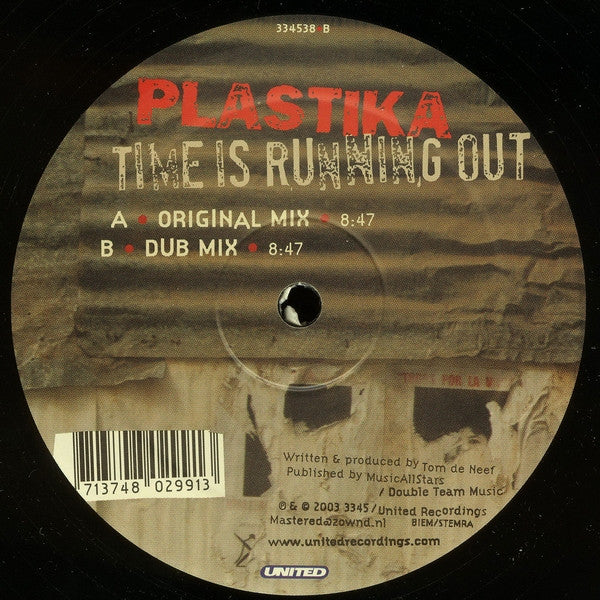 334538•B
PLASTIKA
TIME IS RUNNING OUT
A • ORIGINAL MIX • 8:47
B • DUB MIX • 8:47
713748 029913
Written & produced by Tom de Neef
Published by MusicAllStars
/ Double Team Music
℗ & © 2003 3345 / United Recordings
Mastered@zownd.nl BIEM/STEMRA
www.unitedrecordings.com
UNITED